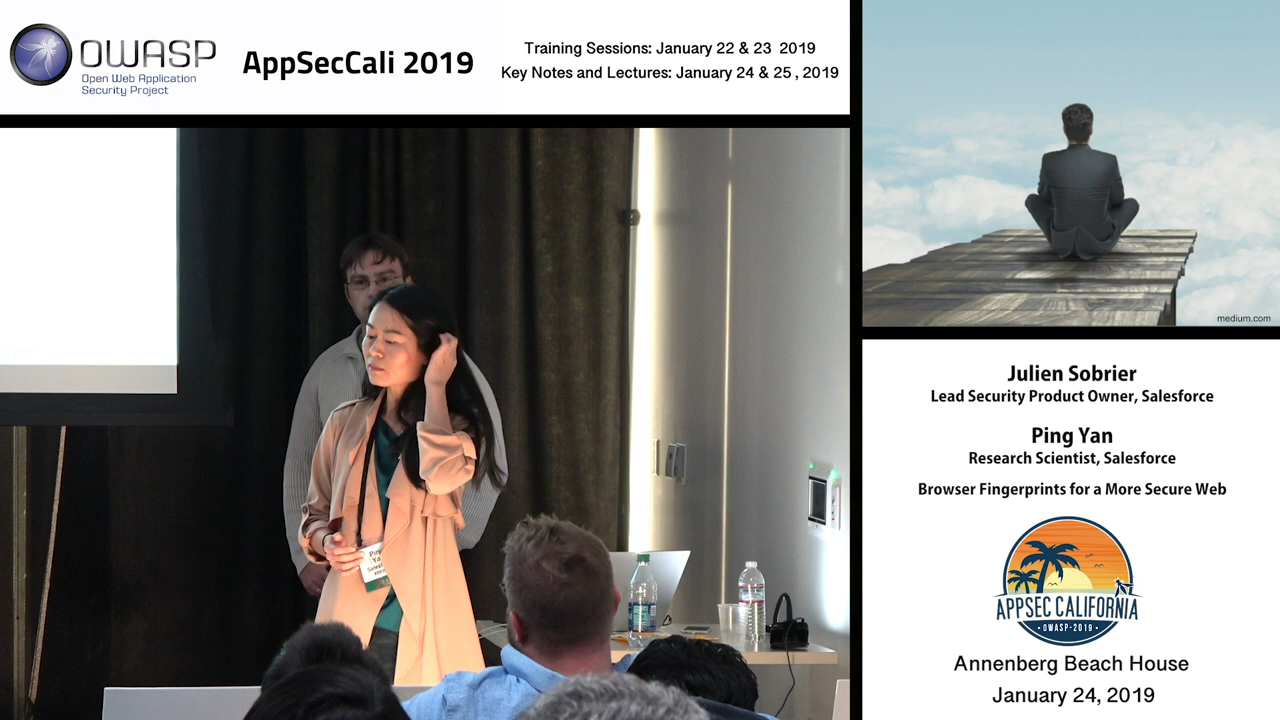 OWASP
Open Web Application
Security Project
AppSecCali 2019
Training Sessions: January 22 & 23 2019
Key Notes and Lectures: January 24 & 25 , 2019
medium.com
Ping
Julien Sobrier
Lead Security Product Owner, Salesforce
Ping Yan
Research Scientist, Salesforce
Browser Fingerprints for a More Secure Web
APPSEC CALIFORNIA
• OWASP-2019 •
Annenberg Beach House
January 24, 2019